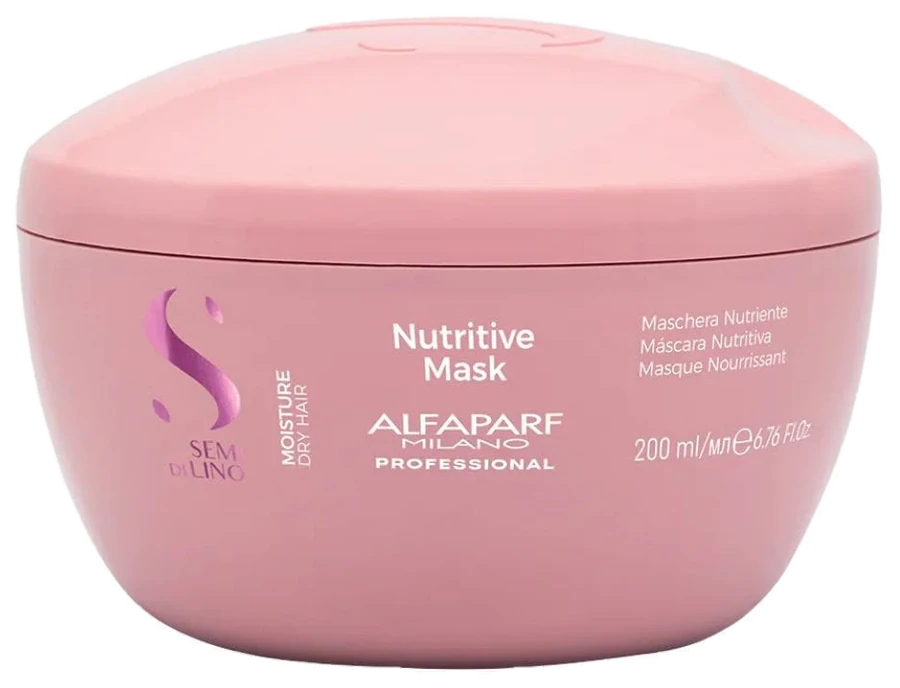 SEM
DI LINO
MOISTURE
DRY HAIR
Nutritive
Mask
ALFAPARF
MILANO
PROFESSIONAL
Maschera Nutriente
Máscara Nutritiva
Masque Nourrissant
200 ml/мл℮6.76 Fl.Oz